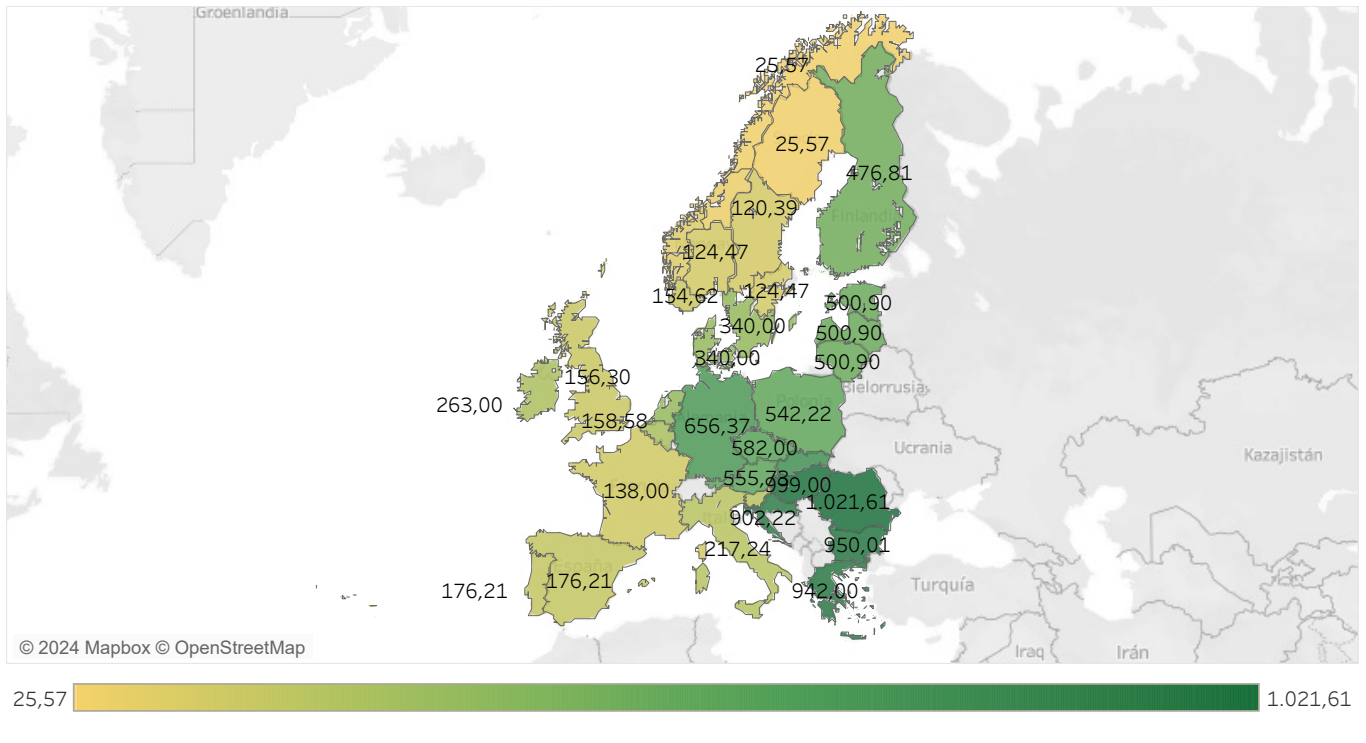 Groenlandia
25,57
25,57
476,81
120,39
Finlandia
124,47
154,62
124,47
500,90
340,00
500,90
340,00
500,90
156,30
Bielorrusia
263,00
Polonia
542,22
158,58
656,37
582,00
Ucrania
Kazajistán
555,73
999,00
138,00
1.021,61
Italia
902,22
950,01
217,24
España
176,21
176,21
942,00
Turquía
Iraq
Irán
© 2024 Mapbox © OpenStreetMap
25,57
1.021,61